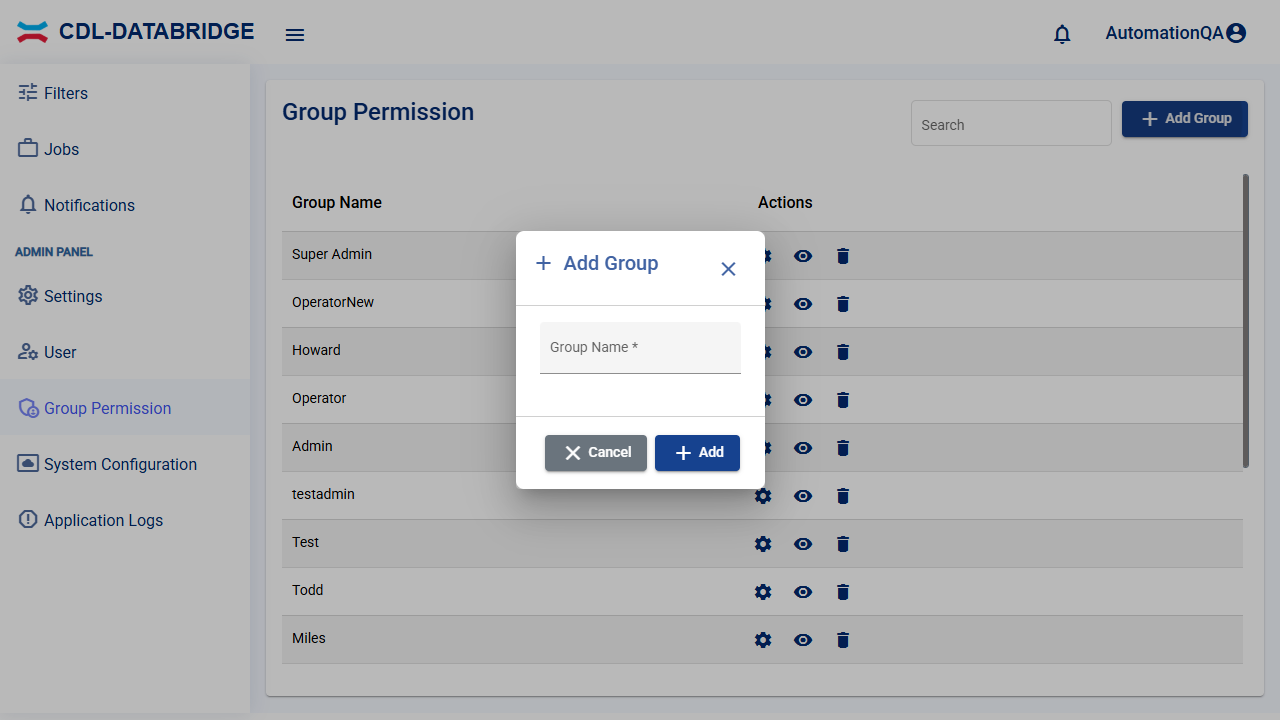 CDL-DATABRIDGE
AutomationQA
Filters
Jobs
Notifications
ADMIN PANEL
Settings
User
Group Permission
System Configuration
Application Logs
Group Permission
Search
Add Group
Group Name Actions
Super Admin
OperatorNew
Howard
Operator
Admin
testadmin
Test
Todd
Miles
Add Group
Group Name *
Cancel
Add